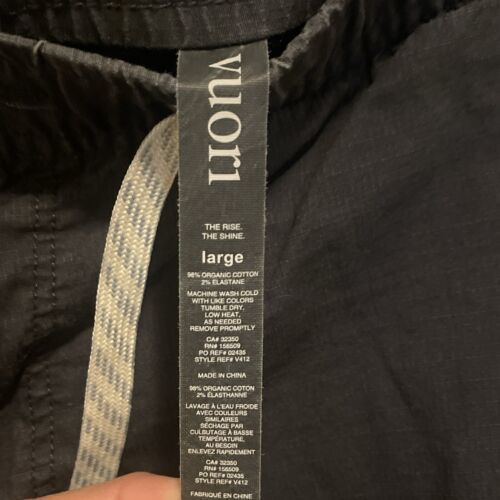 vuori
THE RISE.
THE SHINE.
large
98% ORGANIC COTTON
2% ELASTANE
MACHINE WASH COLD
WITH LIKE COLORS
TUMBLE DRY,
LOW HEAT,
AS NEEDED
REMOVE PROMPTLY
CA# 32350
RN# 156509
PO REF# 02435
STYLE REF# V412
MADE IN CHINA
98% ORGANIC COTON
2% ÉLASTHANNE
LAVAGE À L'EAU FROIDE
AVEC COULEURS
SIMILAIRES
SÉCHAGE PAR
CULBUTAGE À BASSE
TEMPÉRATURE,
AU BESOIN
ENLEVEZ RAPIDEMENT
CA# 32350
RN# 156509
PO REF# 02435
STYLE REF# V412
FABRIQUÉ EN CHINE